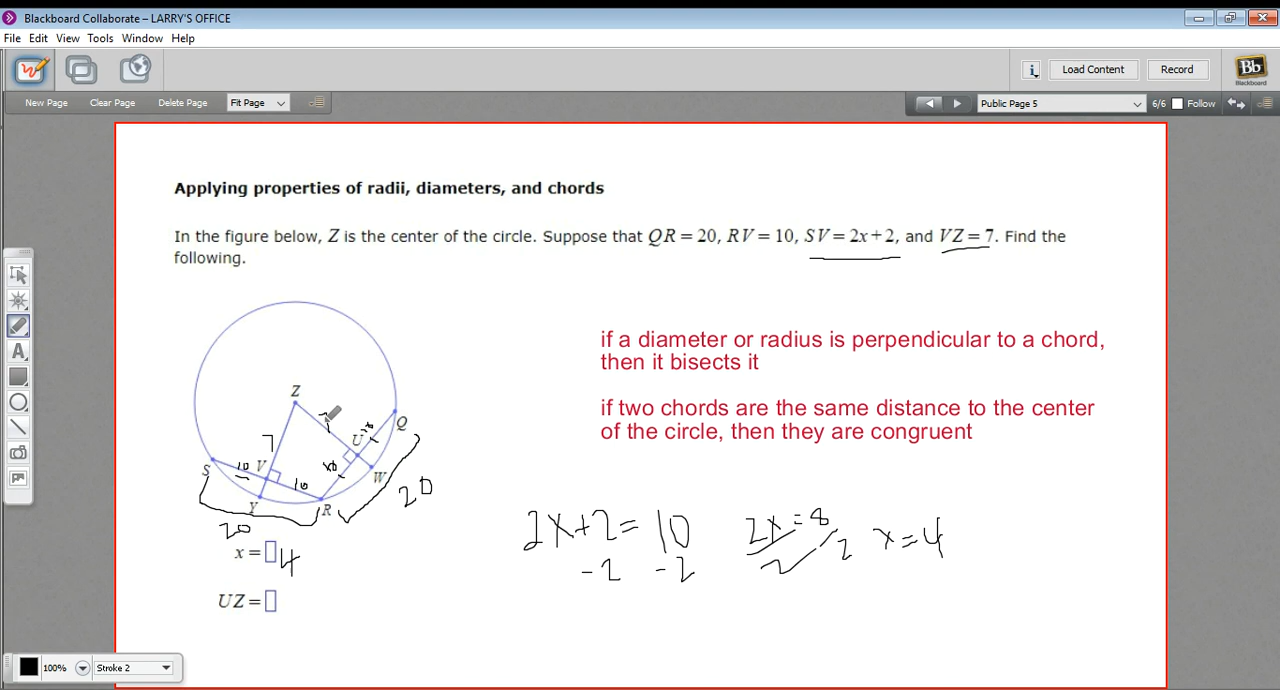 Blackboard Collaborate – LARRY'S OFFICE
File Edit View Tools Window Help
Load Content
Record
Bb
Blackboard
New Page Clear Page Delete Page Fit Page
Public Page 5 6/6 Follow
Applying properties of radii, diameters, and chords
In the figure below, Z is the center of the circle. Suppose that QR = 20, RV = 10, SV = 2x + 2, and VZ = 7. Find the
following.
if a diameter or radius is perpendicular to a chord,
then it bisects it
if two chords are the same distance to the center
of the circle, then they are congruent
Z
7
7
U
Q
S
10
V
10
W
Y
R
20
20
2x+2 = 10
-2 -2
2x = 8
2 2
x = 4
x = 4
UZ =
A
100% Stroke 2